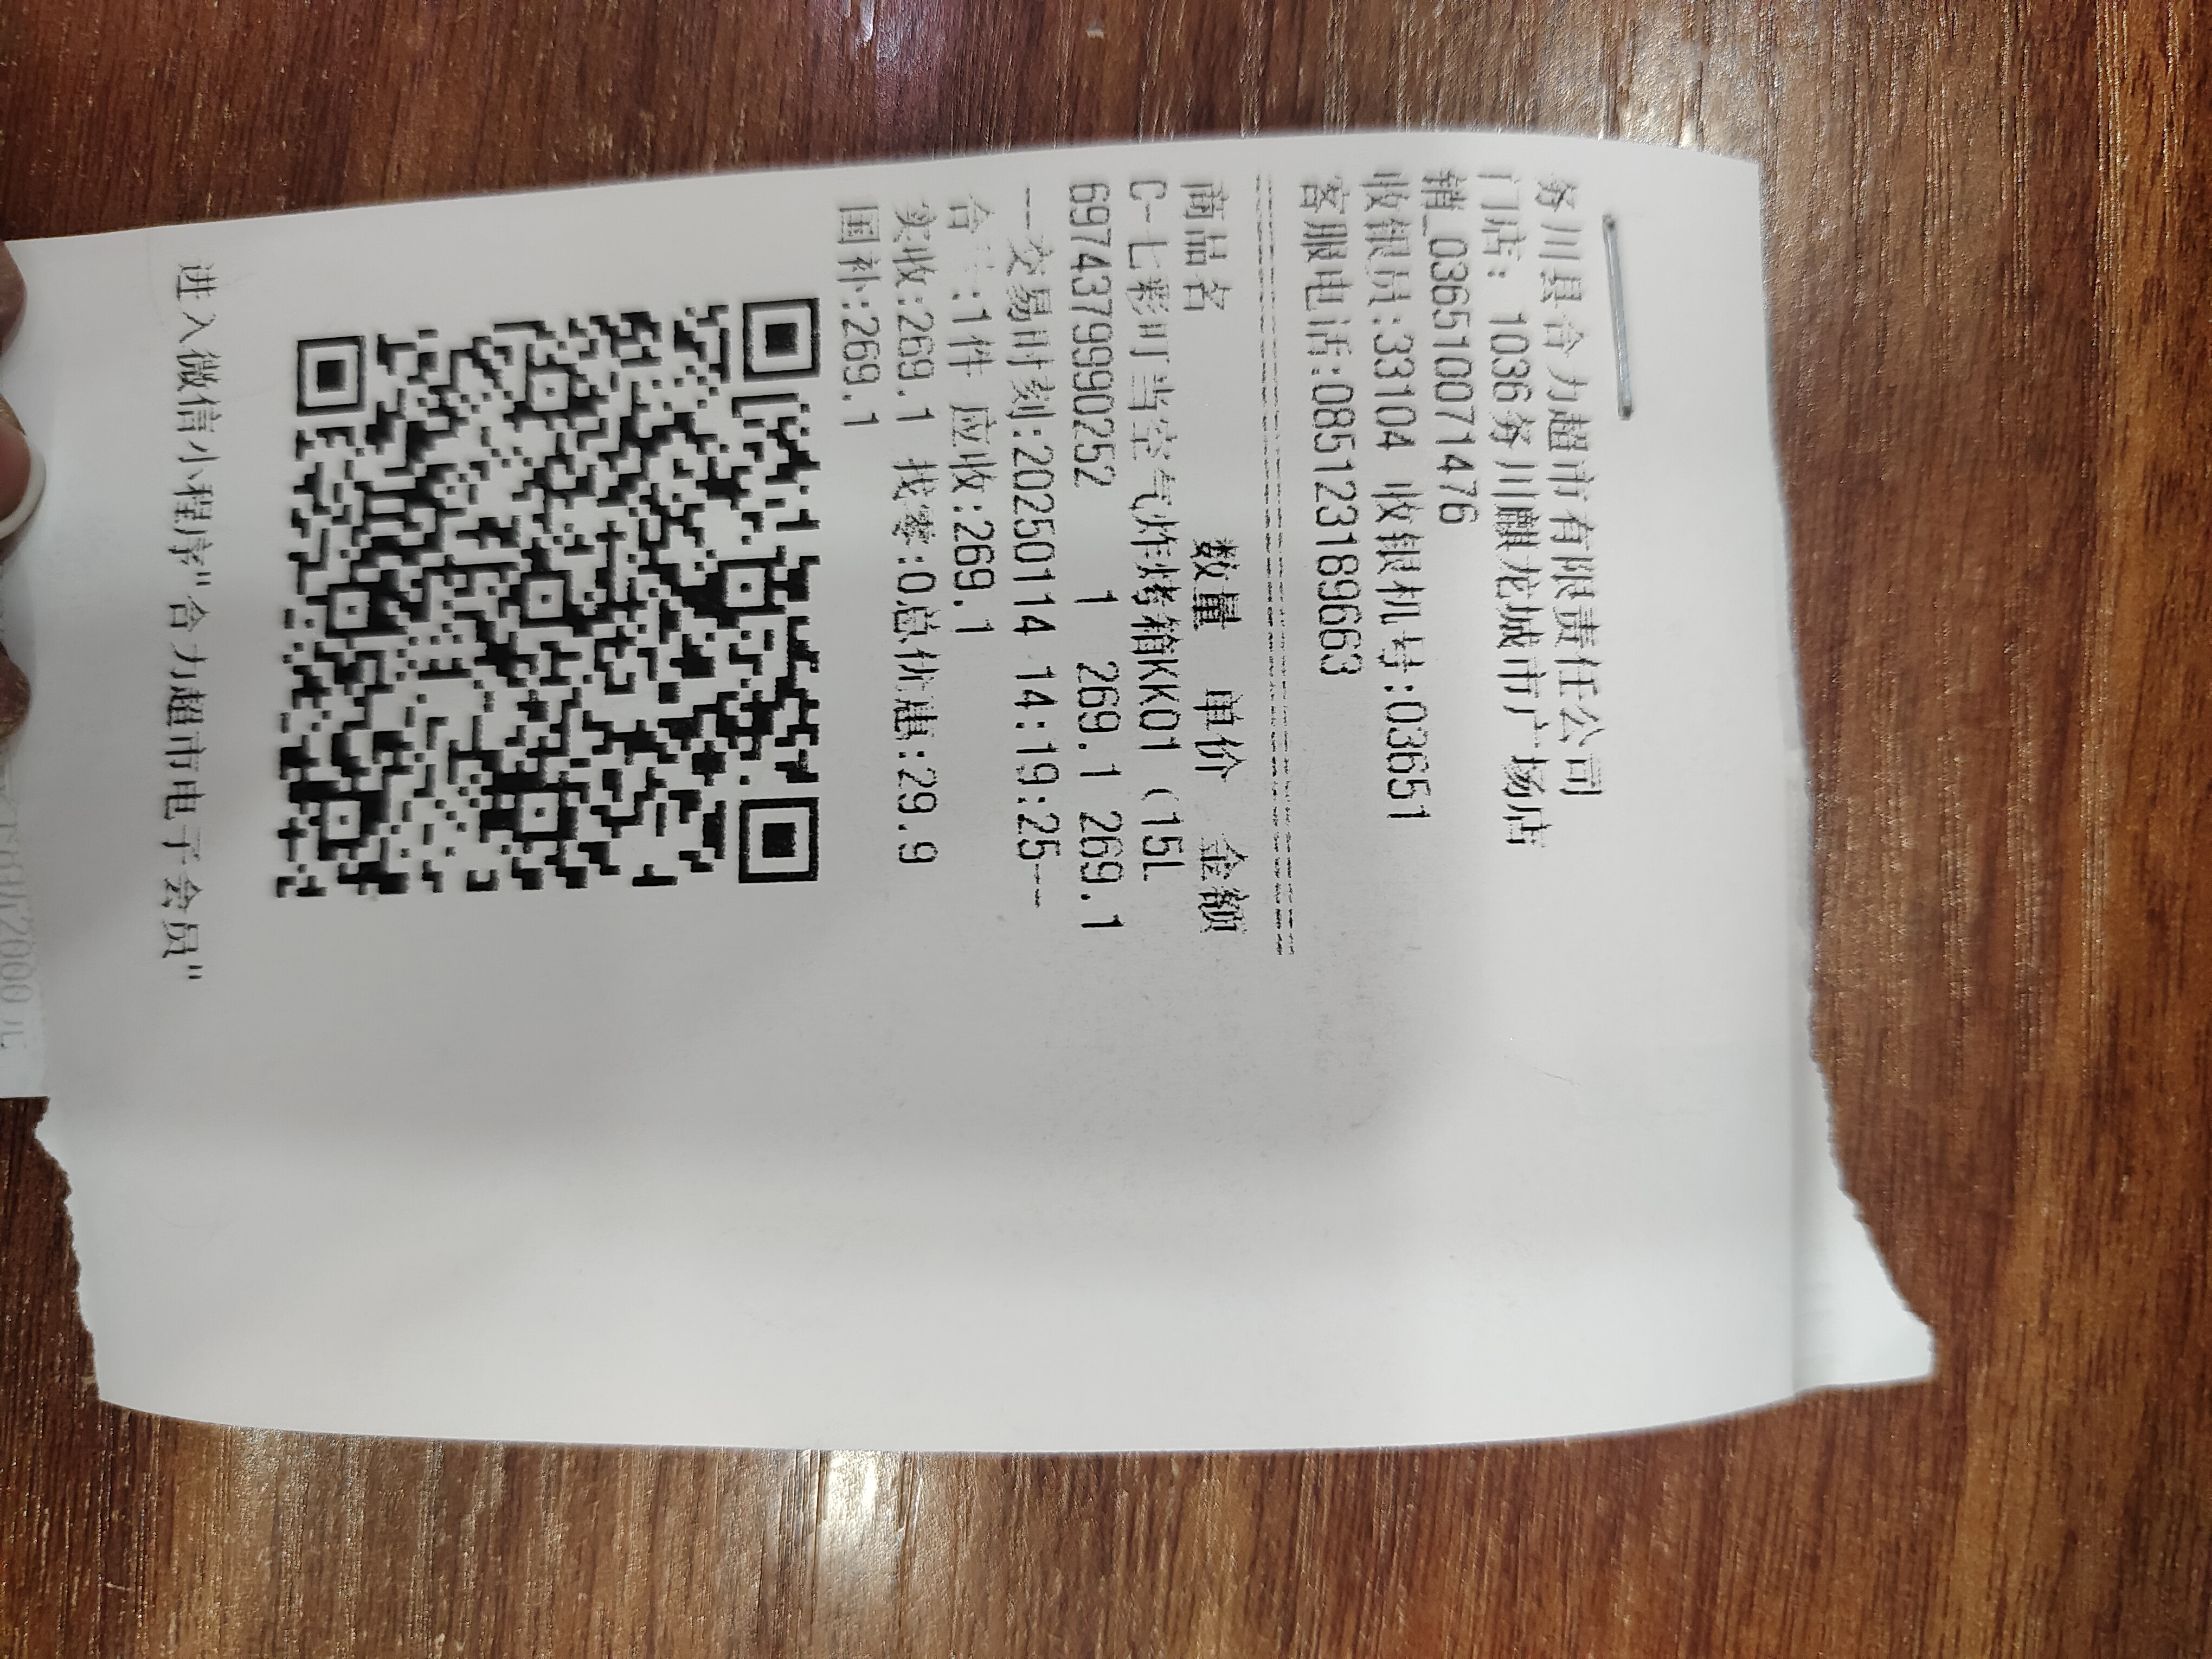 务川县合力超市有限责任公司
门店: 1036务川麒龙城市广场店
销_036510071476
收银员:33104 收银机号:03651
客服电话:085123189663
商品名 数量 单价 金额
C-七彩叮当空气炸烤箱KK01 (15L
6974379990252 1 269.1 269.1
--交易时刻:20250114 14:19:25--
合计:1件 应收:269.1
实收:269.1 找零:0总优惠:29.9
国补:269.1
进入微信小程序"合力超市电子会员"